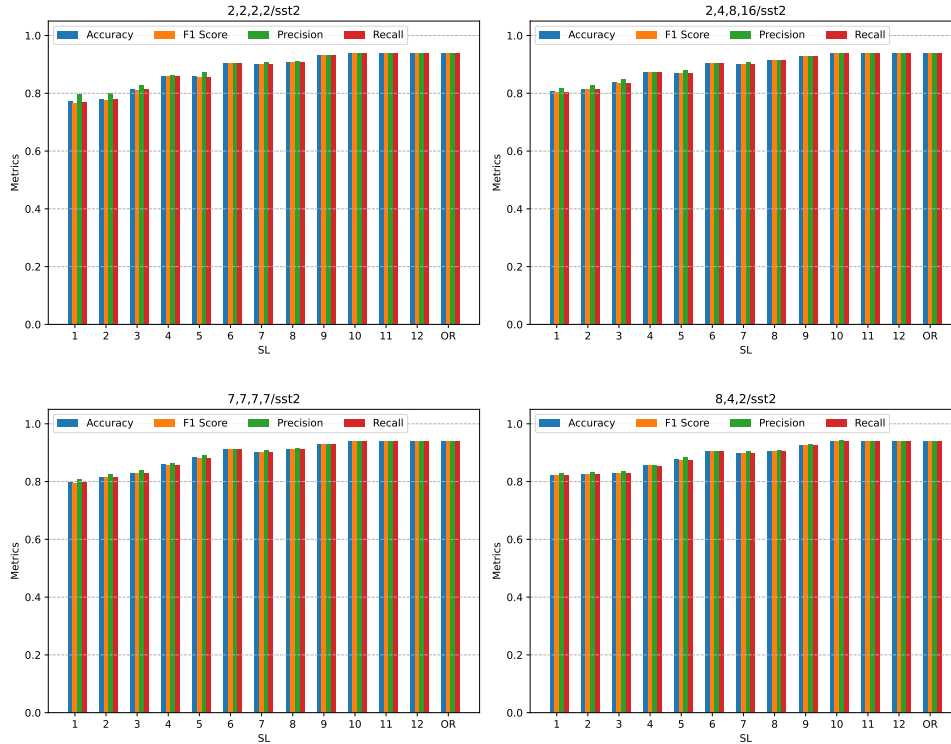 2,2,2,2/sst2
Accuracy F1 Score Precision Recall
1.0
0.8
0.6
0.4
0.2
0.0
Metrics
1 2 3 4 5 6 7 8 9 10 11 12 OR
SL
2,4,8,16/sst2
Accuracy F1 Score Precision Recall
1.0
0.8
0.6
0.4
0.2
0.0
Metrics
1 2 3 4 5 6 7 8 9 10 11 12 OR
SL
7,7,7,7/sst2
Accuracy F1 Score Precision Recall
1.0
0.8
0.6
0.4
0.2
0.0
Metrics
1 2 3 4 5 6 7 8 9 10 11 12 OR
SL
8,4,2/sst2
Accuracy F1 Score Precision Recall
1.0
0.8
0.6
0.4
0.2
0.0
Metrics
1 2 3 4 5 6 7 8 9 10 11 12 OR
SL